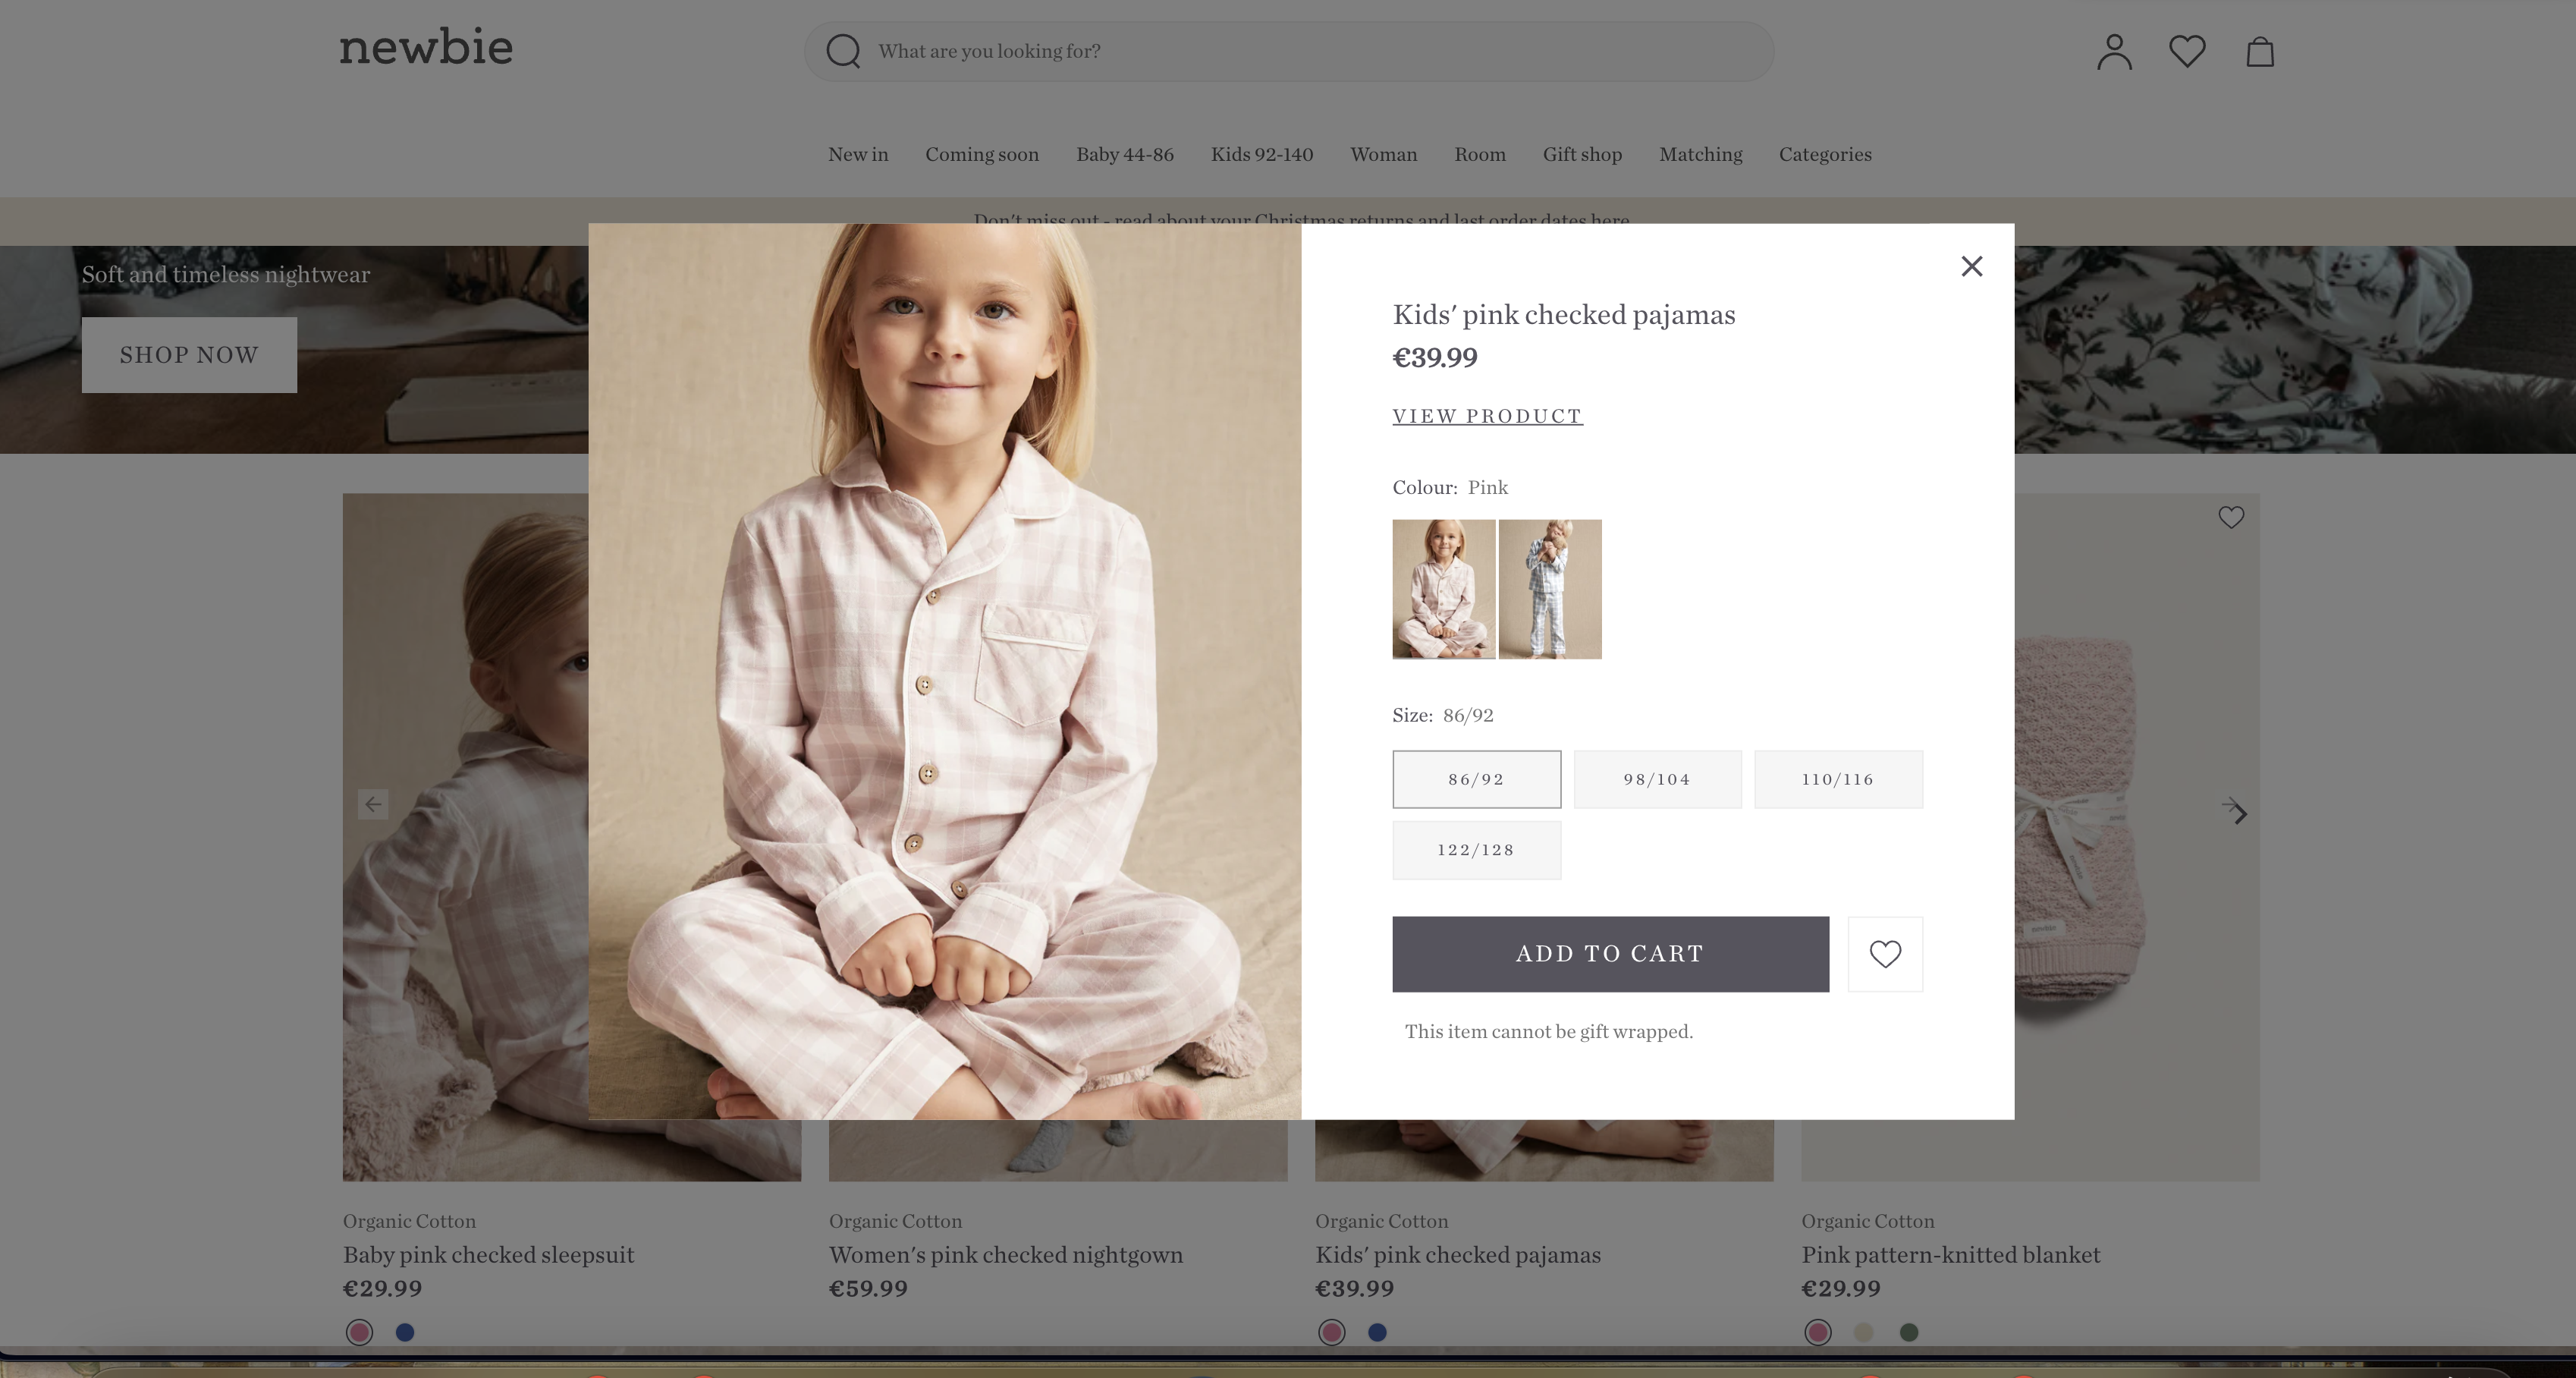 newbie
What are you looking for?
New in
Coming soon
Baby 44-86
Kids 92-140
Woman
Room
Gift shop
Matching
Categories
Don't miss out - read about your Christmas returns and last order dates here
Soft and timeless nightwear
SHOP NOW
Kids' pink checked pajamas
€39.99
VIEW PRODUCT
Colour: Pink
Size: 86/92
86/92
98/104
110/116
122/128
ADD TO CART
This item cannot be gift wrapped.
Organic Cotton
Baby pink checked sleepsuit
€29.99
Organic Cotton
Women's pink checked nightgown
€59.99
Organic Cotton
Kids' pink checked pajamas
€39.99
newbie
Organic Cotton
Pink pattern-knitted blanket
€29.99